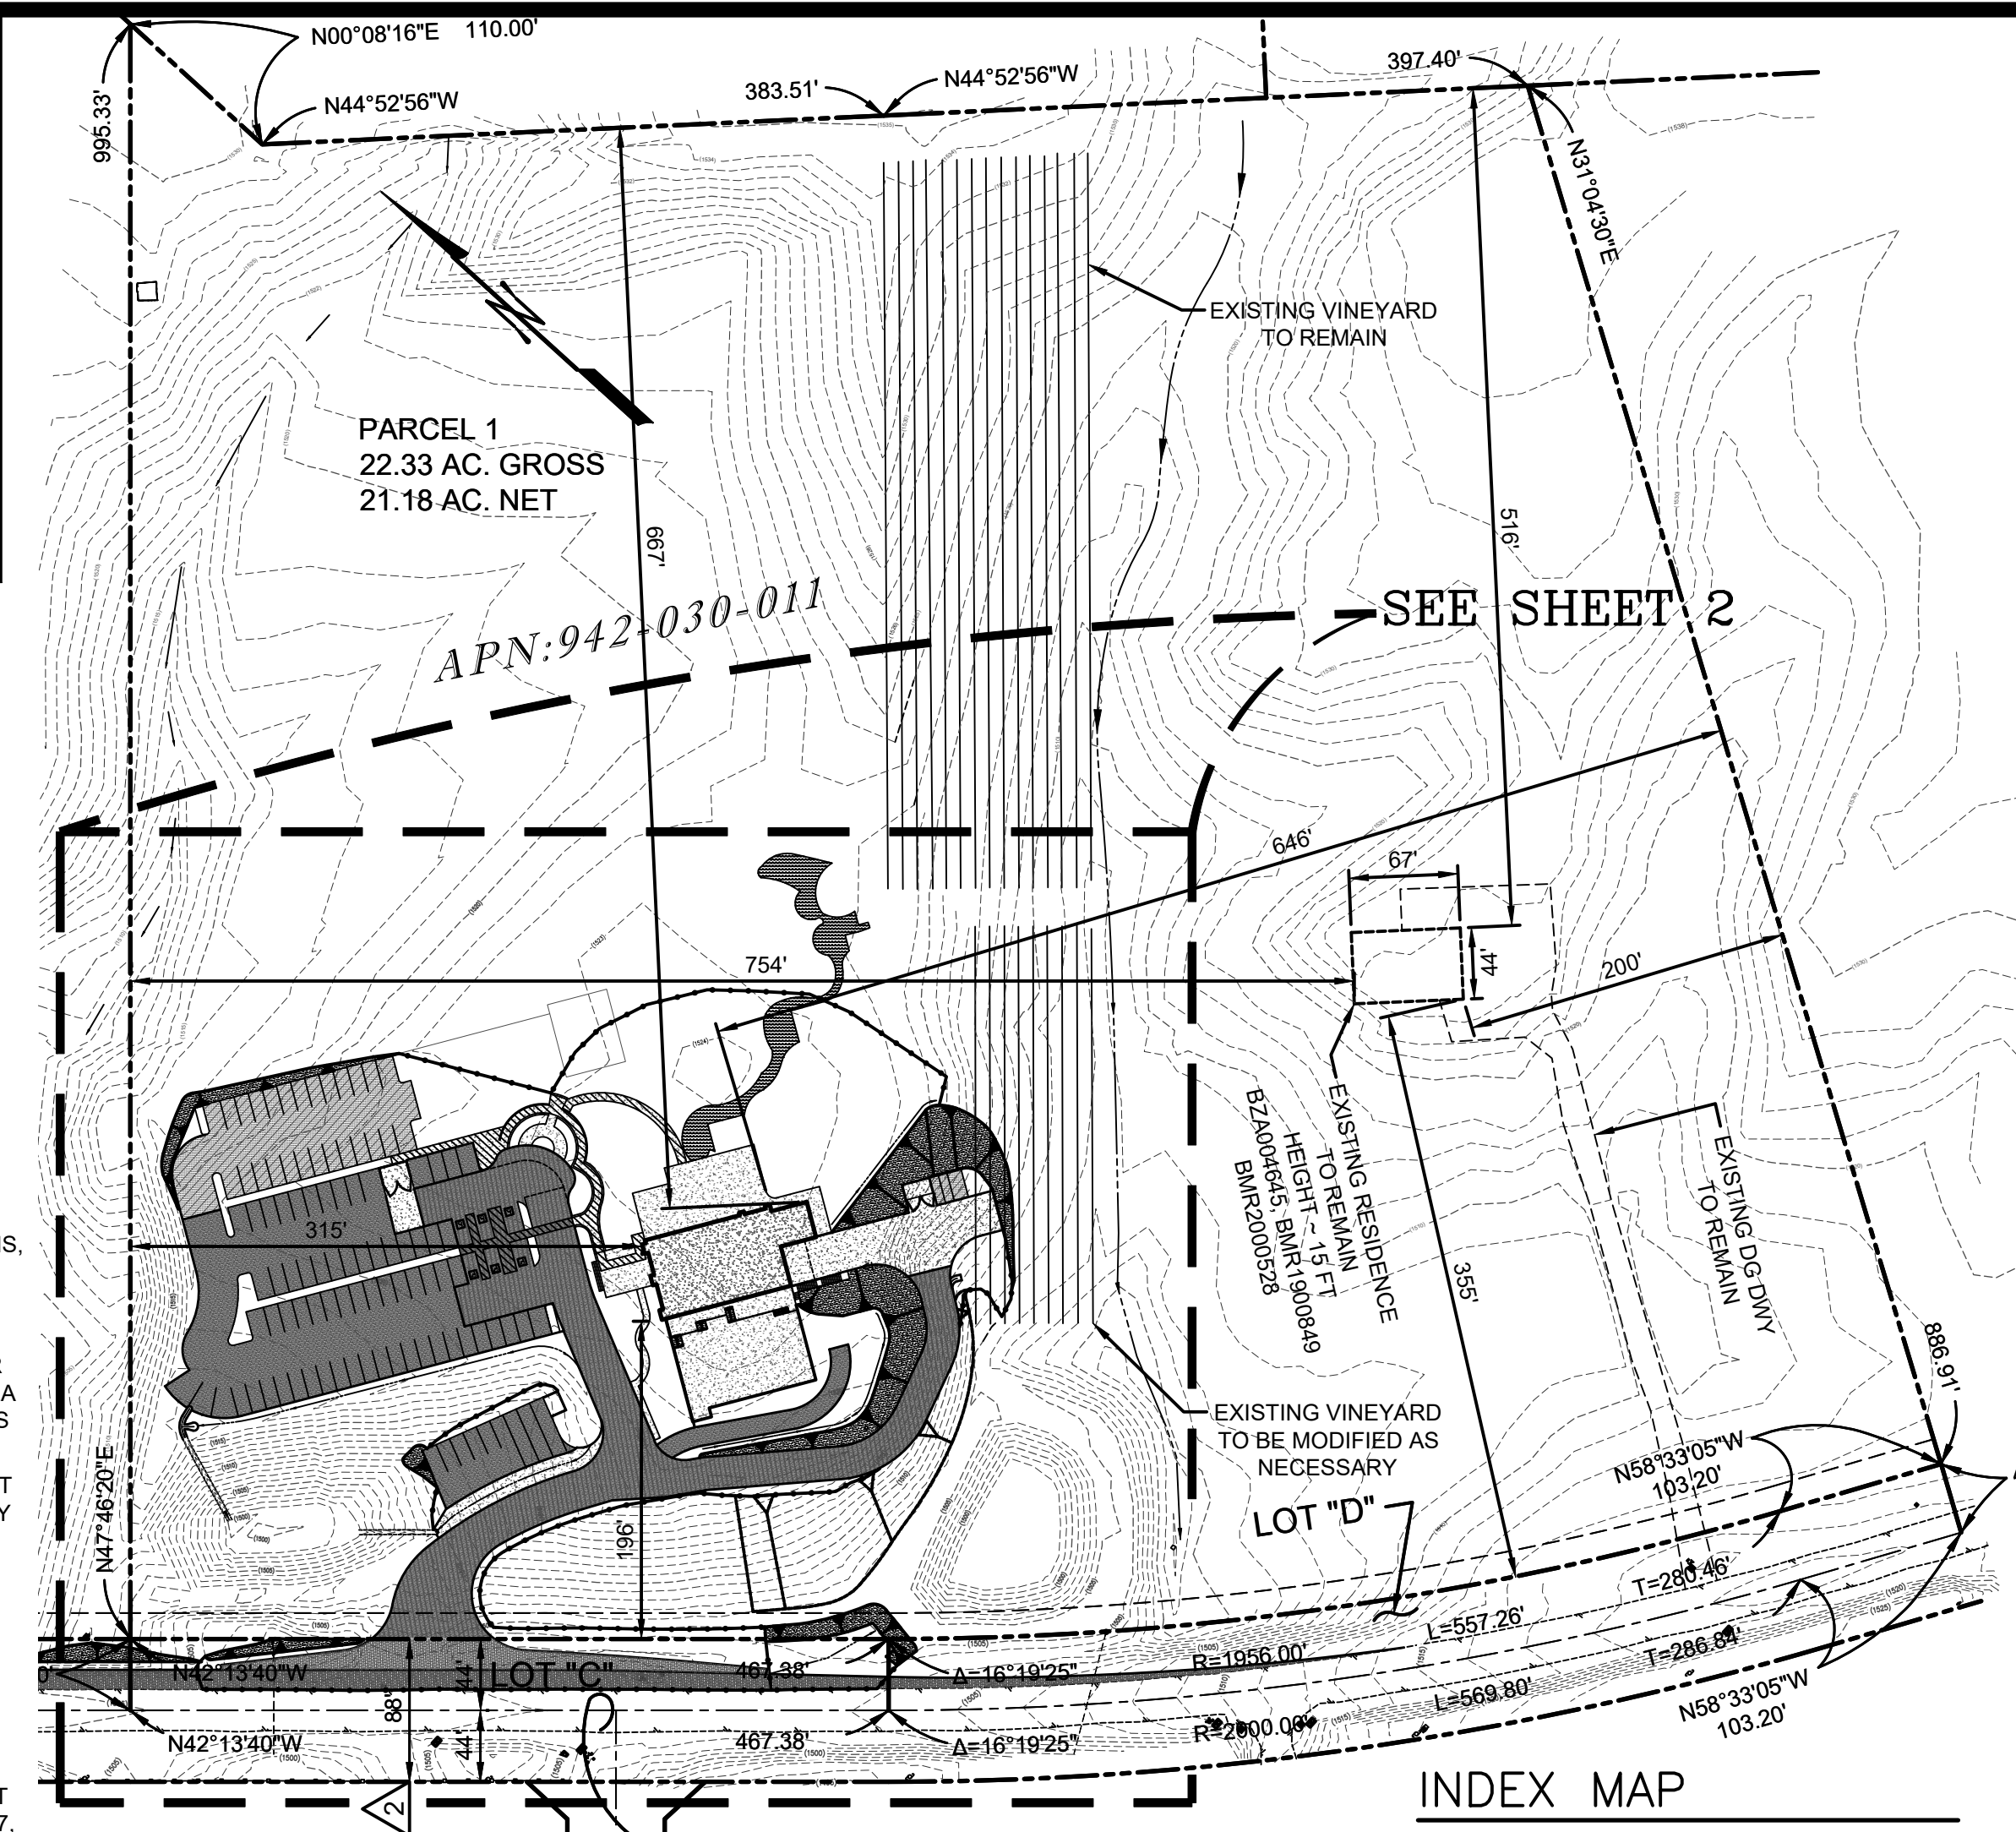 N00°08'16"E 110.00'
N44°52'56"W
995.33'
383.51'
N44°52'56"W
397.40'
N31°04'30"E
EXISTING VINEYARD
TO REMAIN
PARCEL 1
22.33 AC. GROSS
21.18 AC. NET
667'
516'
APN:942-030-011
SEE SHEET 2
646'
67'
44'
754'
200'
EXISTING RESIDENCE
TO REMAIN
HEIGHT ~ 15 FT
BZA004645, BMR1900849
BMR2000528
EXISTING DG DWY
TO REMAIN
315'
355'
886.91'
EXISTING VINEYARD
TO BE MODIFIED AS
NECESSARY
N47°46'20"E
196'
N58°33'05"W
103.20'
LOT "D"
T=280.46'
L=557.26'
R=1956.00'
T=286.84'
L=569.80'
R=2000.00'
N58°33'05"W
103.20'
N42°13'40"W
LOT "C"
467.38'
Δ=16°19'25"
88'
44'
44'
N42°13'40"W
467.38'
Δ=16°19'25"
2
INDEX MAP